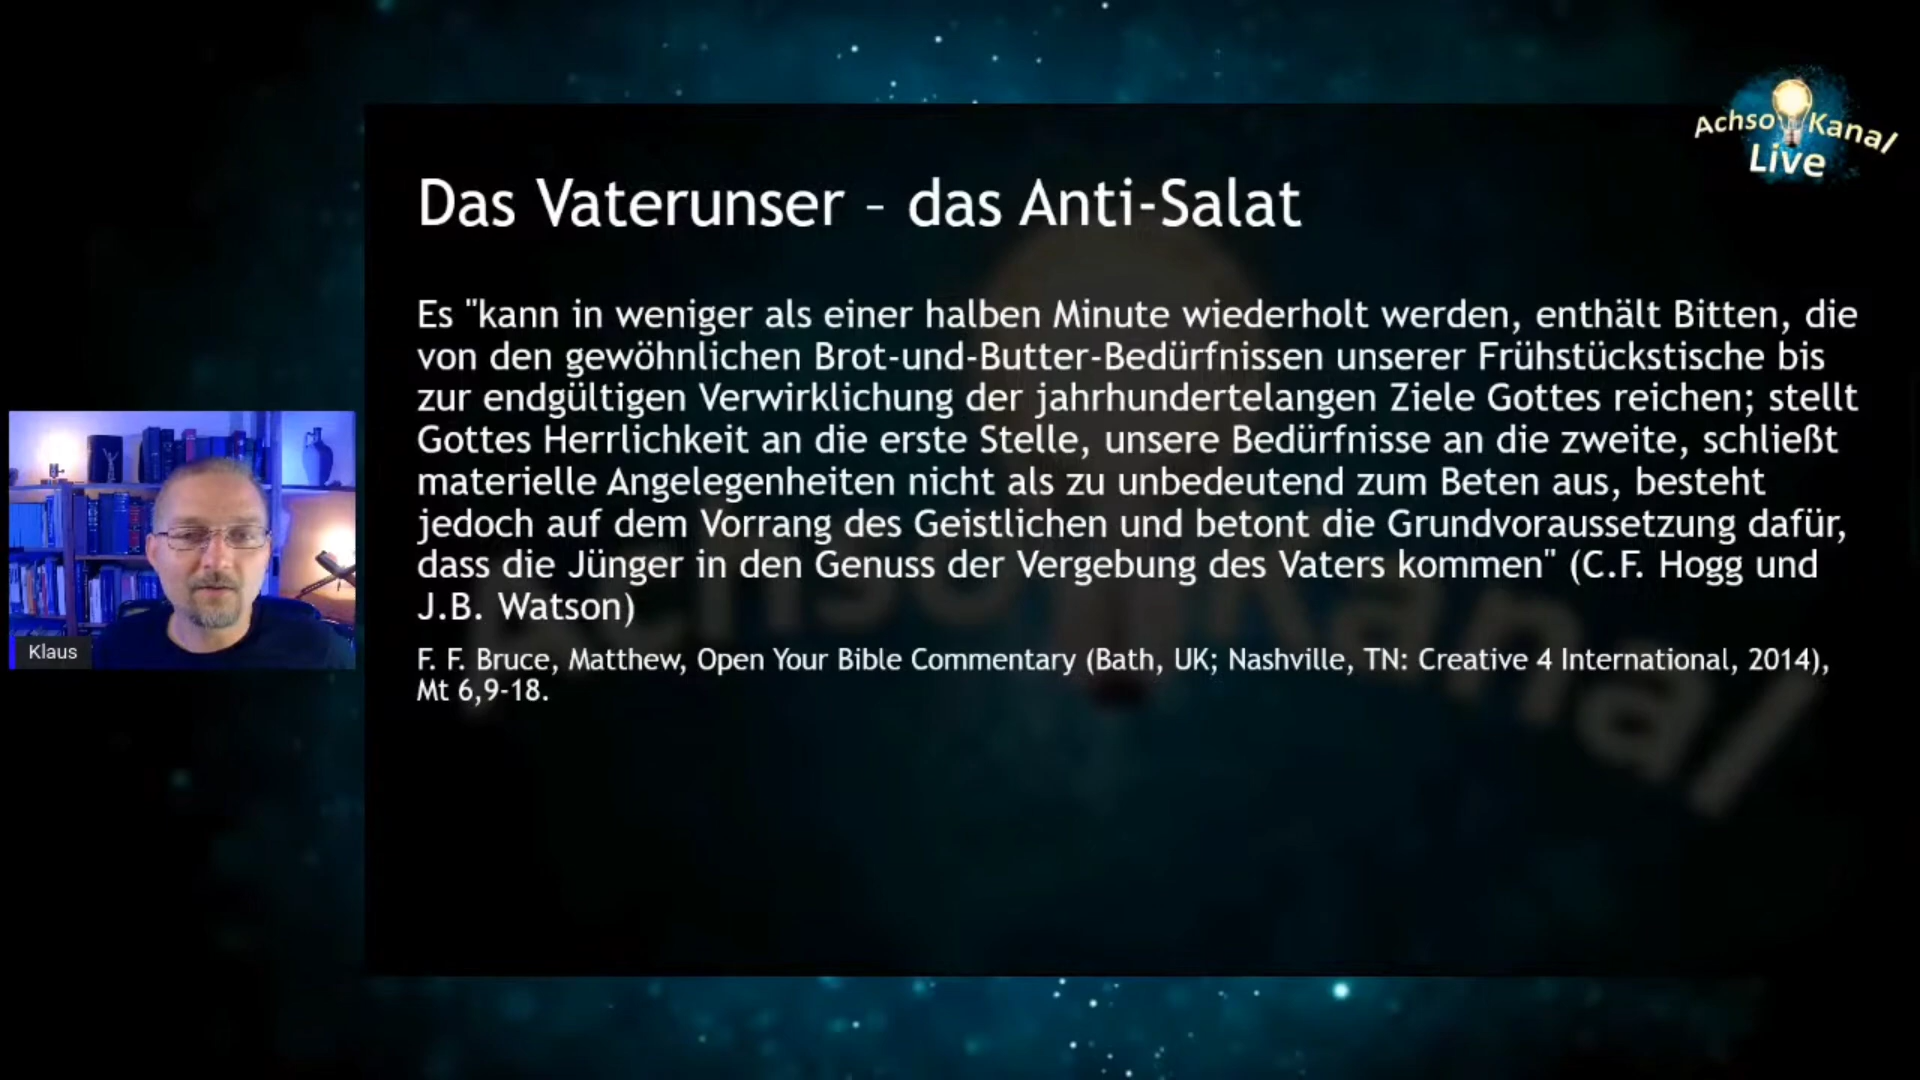 Achso Kanal
Live
Das Vaterunser – das Anti-Salat
Es "kann in weniger als einer halben Minute wiederholt werden, enthält Bitten, die
von den gewöhnlichen Brot-und-Butter-Bedürfnissen unserer Frühstückstische bis
zur endgültigen Verwirklichung der jahrhundertelangen Ziele Gottes reichen; stellt
Gottes Herrlichkeit an die erste Stelle, unsere Bedürfnisse an die zweite, schließt
materielle Angelegenheiten nicht als zu unbedeutend zum Beten aus, besteht
jedoch auf dem Vorrang des Geistlichen und betont die Grundvoraussetzung dafür,
dass die Jünger in den Genuss der Vergebung des Vaters kommen" (C.F. Hogg und
J.B. Watson)
F. F. Bruce, Matthew, Open Your Bible Commentary (Bath, UK; Nashville, TN: Creative 4 International, 2014),
Mt 6,9-18.
Klaus
Achso Kanal